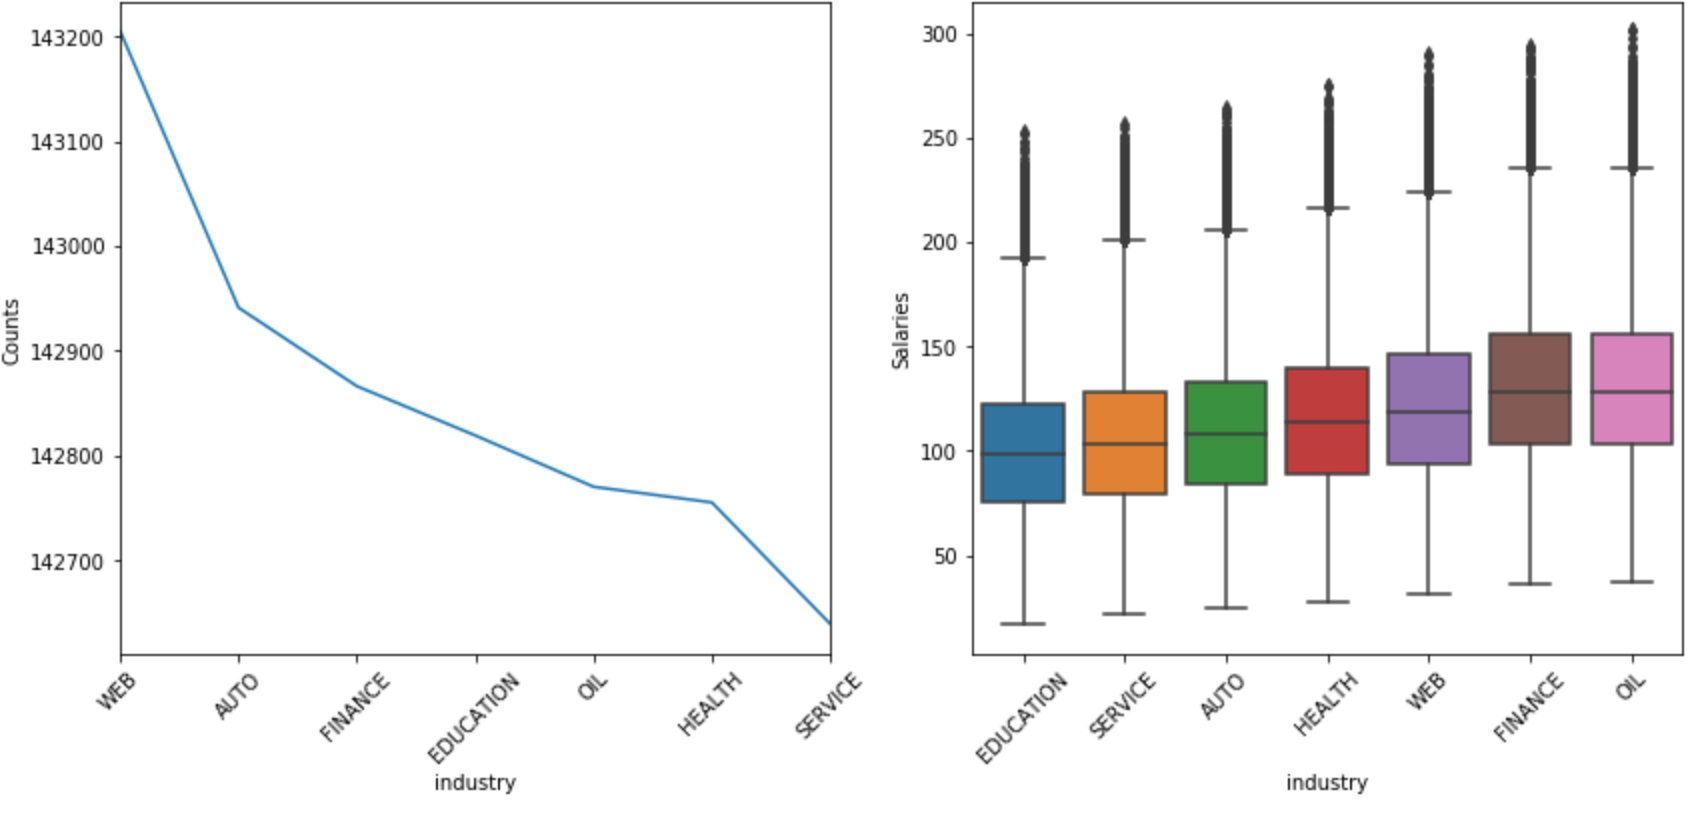 143200
143100
143000
142900
142800
142700
Counts
WEB
AUTO
FINANCE
EDUCATION
OIL
HEALTH
SERVICE
industry
300
250
200
150
100
50
Salaries
EDUCATION
SERVICE
AUTO
HEALTH
WEB
FINANCE
OIL
industry